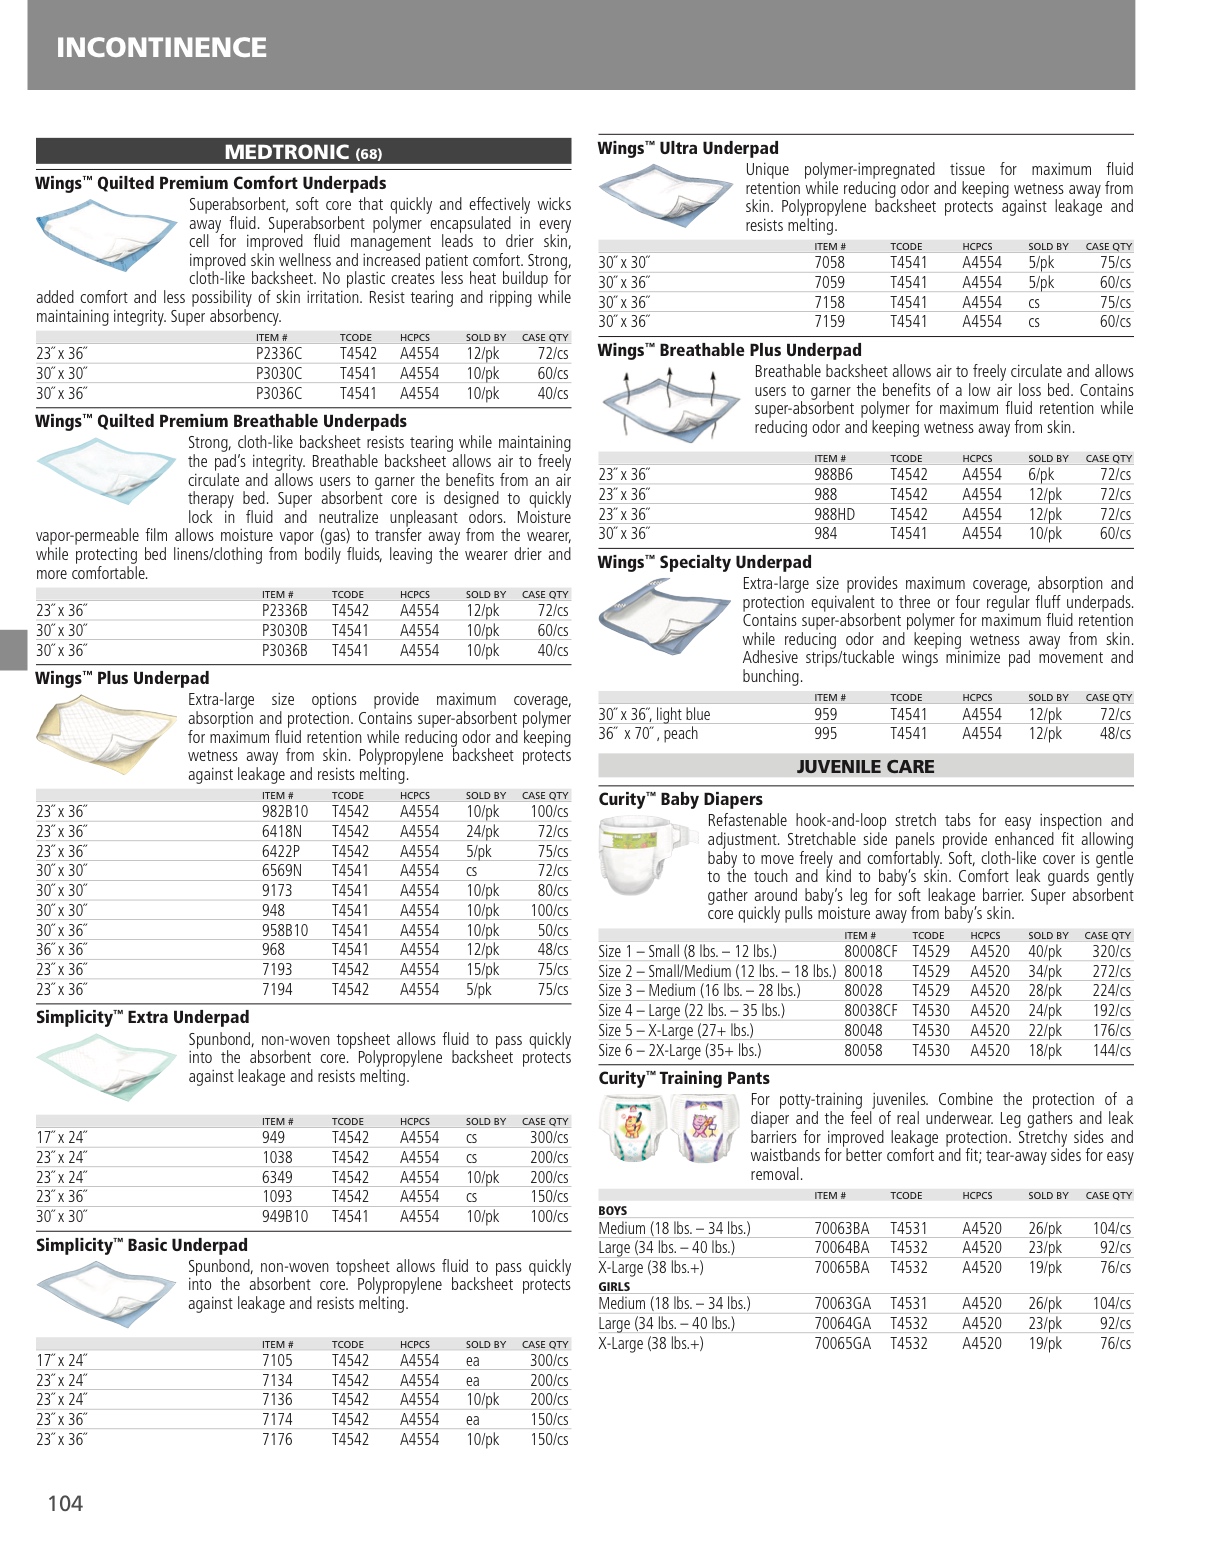 INCONTINENCE
MEDTRONIC (68)
Wings™ Quilted Premium Comfort Underpads
Superabsorbent, soft core that quickly and effectively wicks
away fluid. Superabsorbent polymer encapsulated in every
cell for improved fluid management leads to drier skin,
improved skin wellness and increased patient comfort. Strong,
cloth-like backsheet. No plastic creates less heat buildup for
added comfort and less possibility of skin irritation. Resist tearing and ripping while
maintaining integrity. Super absorbency.
ITEM # TCODE HCPCS SOLD BY CASE QTY
23˝ x 36˝ P2336C T4542 A4554 12/pk 72/cs
30˝ x 30˝ P3030C T4541 A4554 10/pk 60/cs
30˝ x 36˝ P3036C T4541 A4554 10/pk 40/cs
Wings™ Quilted Premium Breathable Underpads
Strong, cloth-like backsheet resists tearing while maintaining
the pad's integrity. Breathable backsheet allows air to freely
circulate and allows users to garner the benefits from an air
therapy bed. Super absorbent core is designed to quickly
lock in fluid and neutralize unpleasant odors. Moisture
vapor-permeable film allows moisture vapor (gas) to transfer away from the wearer,
while protecting bed linens/clothing from bodily fluids, leaving the wearer drier and
more comfortable.
ITEM # TCODE HCPCS SOLD BY CASE QTY
23˝ x 36˝ P2336B T4542 A4554 12/pk 72/cs
30˝ x 30˝ P3030B T4541 A4554 10/pk 60/cs
30˝ x 36˝ P3036B T4541 A4554 10/pk 40/cs
Wings™ Plus Underpad
Extra-large size options provide maximum coverage,
absorption and protection. Contains super-absorbent polymer
for maximum fluid retention while reducing odor and keeping
wetness away from skin. Polypropylene backsheet protects
against leakage and resists melting.
ITEM # TCODE HCPCS SOLD BY CASE QTY
23˝ x 36˝ 982B10 T4542 A4554 10/pk 100/cs
23˝ x 36˝ 6418N T4542 A4554 24/pk 72/cs
23˝ x 36˝ 6422P T4542 A4554 5/pk 75/cs
30˝ x 30˝ 6569N T4541 A4554 cs 72/cs
30˝ x 30˝ 9173 T4541 A4554 10/pk 80/cs
30˝ x 30˝ 948 T4541 A4554 10/pk 100/cs
30˝ x 36˝ 958B10 T4541 A4554 10/pk 50/cs
36˝ x 36˝ 968 T4541 A4554 12/pk 48/cs
23˝ x 36˝ 7193 T4542 A4554 15/pk 75/cs
23˝ x 36˝ 7194 T4542 A4554 5/pk 75/cs
Simplicity™ Extra Underpad
Spunbond, non-woven topsheet allows fluid to pass quickly
into the absorbent core. Polypropylene backsheet protects
against leakage and resists melting.
ITEM # TCODE HCPCS SOLD BY CASE QTY
17˝ x 24˝ 949 T4542 A4554 cs 300/cs
23˝ x 24˝ 1038 T4542 A4554 cs 200/cs
23˝ x 24˝ 6349 T4542 A4554 10/pk 200/cs
23˝ x 36˝ 1093 T4542 A4554 cs 150/cs
30˝ x 30˝ 949B10 T4541 A4554 10/pk 100/cs
Simplicity™ Basic Underpad
Spunbond, non-woven topsheet allows fluid to pass quickly
into the absorbent core. Polypropylene backsheet protects
against leakage and resists melting.
ITEM # TCODE HCPCS SOLD BY CASE QTY
17˝ x 24˝ 7105 T4542 A4554 ea 300/cs
23˝ x 24˝ 7134 T4542 A4554 ea 200/cs
23˝ x 24˝ 7136 T4542 A4554 10/pk 200/cs
23˝ x 36˝ 7174 T4542 A4554 ea 150/cs
23˝ x 36˝ 7176 T4542 A4554 10/pk 150/cs
Wings™ Ultra Underpad
Unique polymer-impregnated tissue for maximum fluid
retention while reducing odor and keeping wetness away from
skin. Polypropylene backsheet protects against leakage and
resists melting.
ITEM # TCODE HCPCS SOLD BY CASE QTY
30˝ x 30˝ 7058 T4541 A4554 5/pk 75/cs
30˝ x 36˝ 7059 T4541 A4554 5/pk 60/cs
30˝ x 36˝ 7158 T4541 A4554 cs 75/cs
30˝ x 36˝ 7159 T4541 A4554 cs 60/cs
Wings™ Breathable Plus Underpad
Breathable backsheet allows air to freely circulate and allows
users to garner the benefits of a low air loss bed. Contains
super-absorbent polymer for maximum fluid retention while
reducing odor and keeping wetness away from skin.
ITEM # TCODE HCPCS SOLD BY CASE QTY
23˝ x 36˝ 988B6 T4542 A4554 6/pk 72/cs
23˝ x 36˝ 988 T4542 A4554 12/pk 72/cs
23˝ x 36˝ 988HD T4542 A4554 12/pk 72/cs
30˝ x 36˝ 984 T4541 A4554 10/pk 60/cs
Wings™ Specialty Underpad
Extra-large size provides maximum coverage, absorption and
protection equivalent to three or four regular fluff underpads.
Contains super-absorbent polymer for maximum fluid retention
while reducing odor and keeping wetness away from skin.
Adhesive strips/tuckable wings minimize pad movement and
bunching.
ITEM # TCODE HCPCS SOLD BY CASE QTY
30˝ x 36˝, light blue 959 T4541 A4554 12/pk 72/cs
36˝ x 70˝ , peach 995 T4541 A4554 12/pk 48/cs
JUVENILE CARE
Curity™ Baby Diapers
Refastenable hook-and-loop stretch tabs for easy inspection and
adjustment. Stretchable side panels provide enhanced fit allowing
baby to move freely and comfortably. Soft, cloth-like cover is gentle
to the touch and kind to baby's skin. Comfort leak guards gently
gather around baby's leg for soft leakage barrier. Super absorbent
core quickly pulls moisture away from baby's skin.
ITEM # TCODE HCPCS SOLD BY CASE QTY
Size 1 – Small (8 lbs. – 12 lbs.) 80008CF T4529 A4520 40/pk 320/cs
Size 2 – Small/Medium (12 lbs. – 18 lbs.) 80018 T4529 A4520 34/pk 272/cs
Size 3 – Medium (16 lbs. – 28 lbs.) 80028 T4529 A4520 28/pk 224/cs
Size 4 – Large (22 lbs. – 35 lbs.) 80038CF T4530 A4520 24/pk 192/cs
Size 5 – X-Large (27+ lbs.) 80048 T4530 A4520 22/pk 176/cs
Size 6 – 2X-Large (35+ lbs.) 80058 T4530 A4520 18/pk 144/cs
Curity™ Training Pants
For potty-training juveniles. Combine the protection of a
diaper and the feel of real underwear. Leg gathers and leak
barriers for improved leakage protection. Stretchy sides and
waistbands for better comfort and fit; tear-away sides for easy
removal.
ITEM # TCODE HCPCS SOLD BY CASE QTY
BOYS
Medium (18 lbs. – 34 lbs.) 70063BA T4531 A4520 26/pk 104/cs
Large (34 lbs. – 40 lbs.) 70064BA T4532 A4520 23/pk 92/cs
X-Large (38 lbs.+) 70065BA T4532 A4520 19/pk 76/cs
GIRLS
Medium (18 lbs. – 34 lbs.) 70063GA T4531 A4520 26/pk 104/cs
Large (34 lbs. – 40 lbs.) 70064GA T4532 A4520 23/pk 92/cs
X-Large (38 lbs.+) 70065GA T4532 A4520 19/pk 76/cs
104